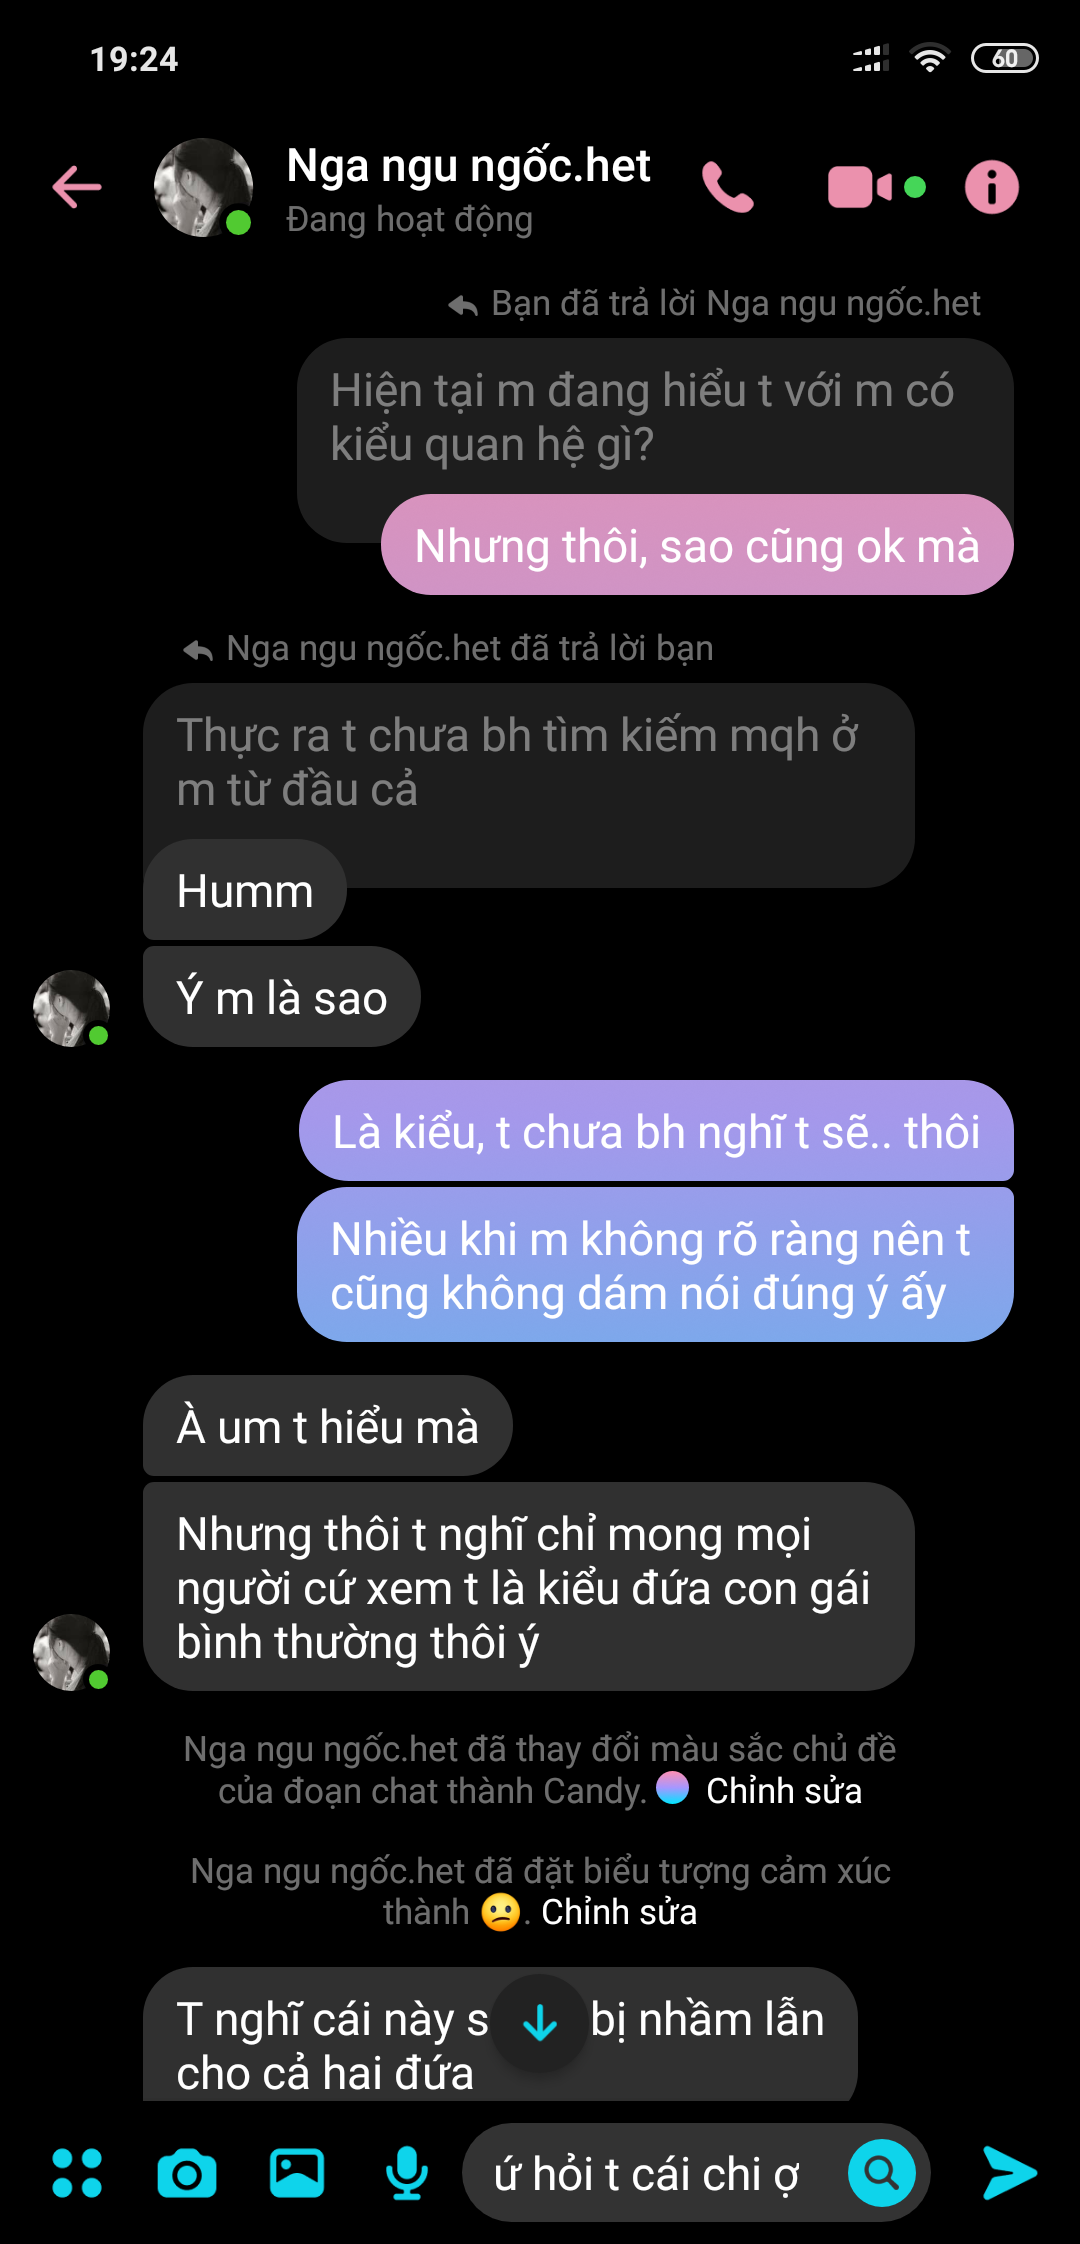 19:24
60
Nga ngu ngốc.het
Đang hoạt động
Bạn đã trả lời Nga ngu ngốc.het
Hiện tại m đang hiểu t với m có
kiểu quan hệ gì?
Nhưng thôi, sao cũng ok mà
Nga ngu ngốc.het đã trả lời bạn
Thực ra t chưa bh tìm kiếm mqh ở
m từ đầu cả
Humm
Ý m là sao
Là kiểu, t chưa bh nghĩ t sẽ.. thôi
Nhiều khi m không rõ ràng nên t
cũng không dám nói đúng ý ấy
À um t hiểu mà
Nhưng thôi t nghĩ chỉ mong mọi
người cứ xem t là kiểu đứa con gái
bình thường thôi ý
Nga ngu ngốc.het đã thay đổi màu sắc chủ đề
của đoạn chat thành Candy. Chỉnh sửa
Nga ngu ngốc.het đã đặt biểu tượng cảm xúc
thành 😕. Chỉnh sửa
T nghĩ cái này bị nhầm lẫn
cho cả hai đứa
ứ hỏi t cái chi ợ